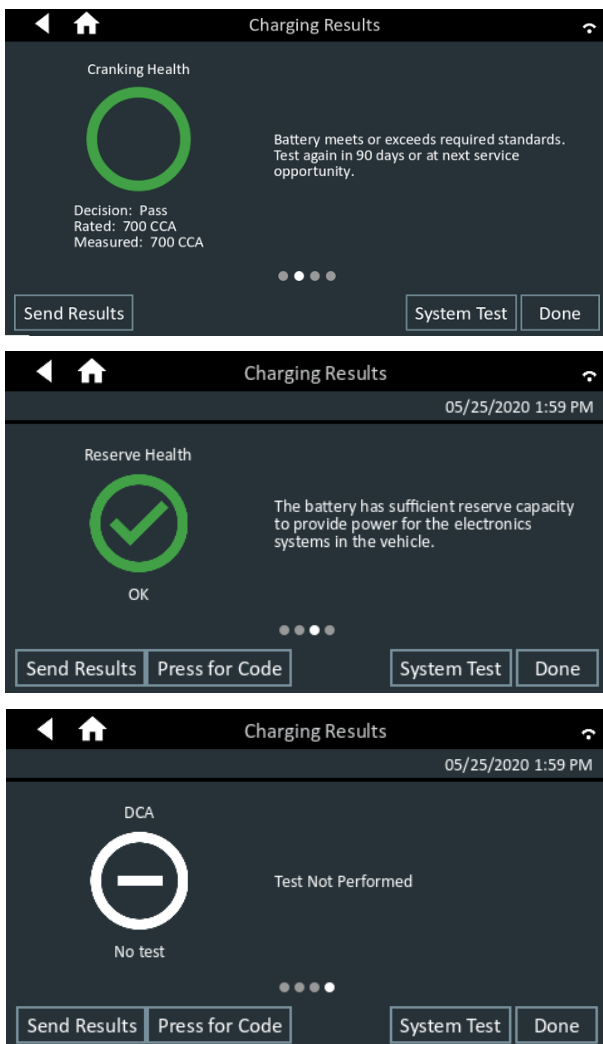 Charging Results
Cranking Health
Battery meets or exceeds required standards.
Test again in 90 days or at next service
opportunity.
Decision: Pass
Rated: 700 CCA
Measured: 700 CCA
Send Results
System Test
Done
Charging Results
05/25/2020 1:59 PM
Reserve Health
The battery has sufficient reserve capacity
to provide power for the electronics
systems in the vehicle.
OK
Send Results
Press for Code
System Test
Done
Charging Results
05/25/2020 1:59 PM
DCA
Test Not Performed
No test
Send Results
Press for Code
System Test
Done